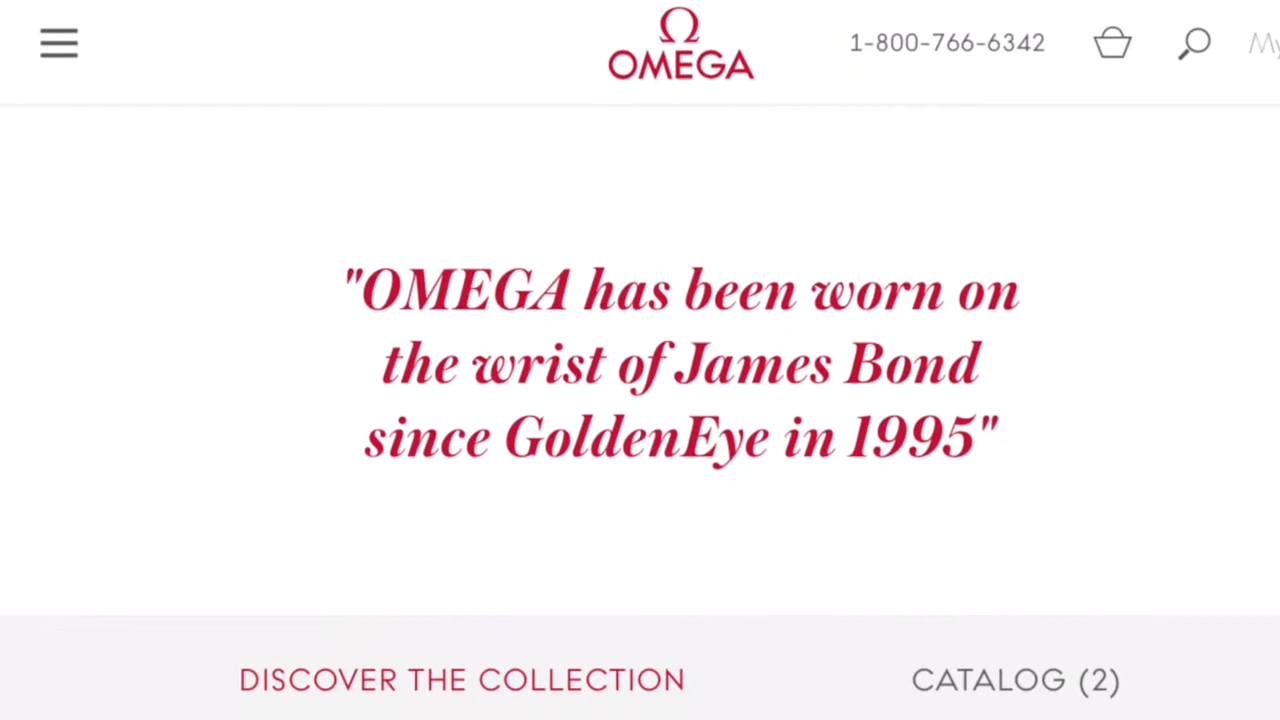 Ω
OMEGA
1-800-766-6342
My
"OMEGA has been worn on
the wrist of James Bond
since GoldenEye in 1995"
DISCOVER THE COLLECTION
CATALOG (2)